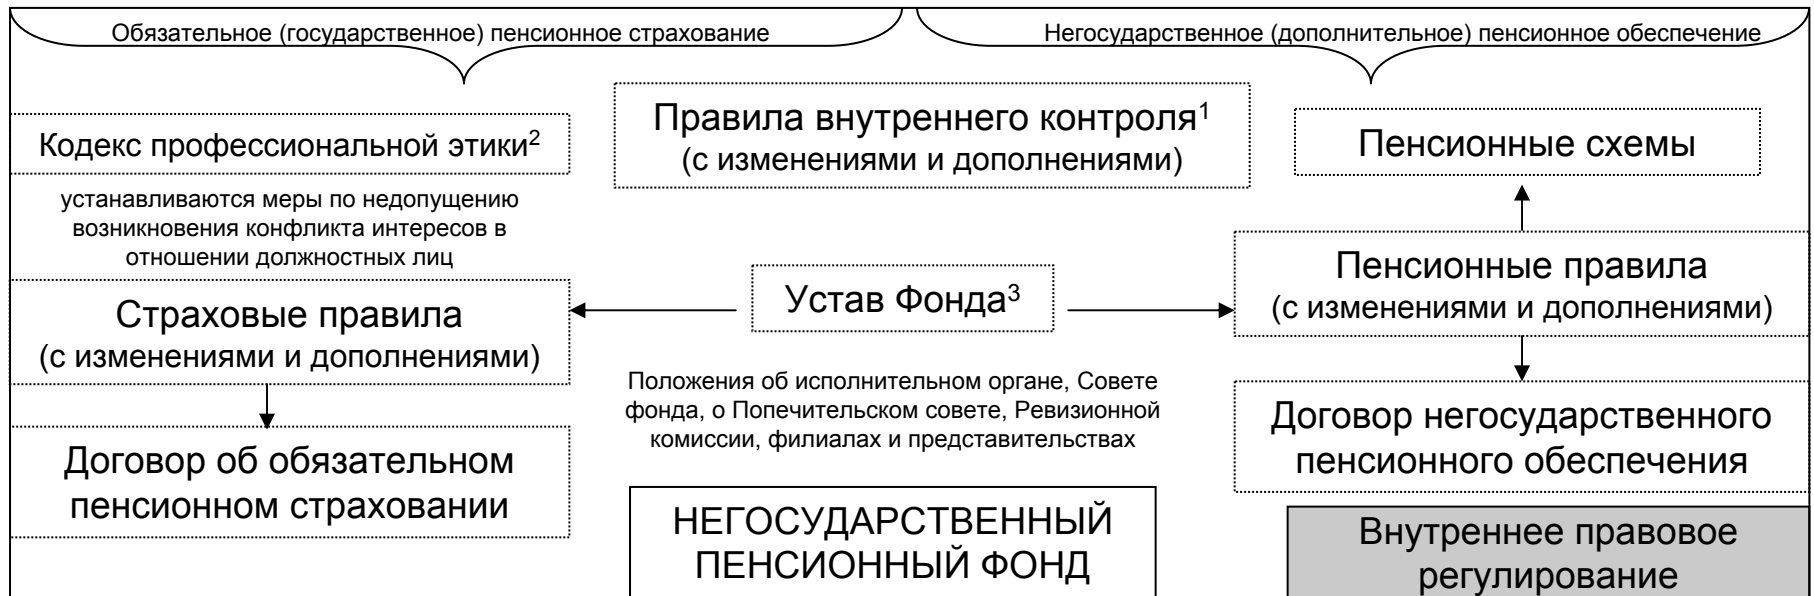 Обязательное (государственное) пенсионное страхование
Негосударственное (дополнительное) пенсионное обеспечение
Правила внутреннего контроля¹
(с изменениями и дополнениями)
Кодекс профессиональной этики²
устанавливаются меры по недопущению
возникновения конфликта интересов в
отношении должностных лиц
Пенсионные схемы
Страховые правила
(с изменениями и дополнениями)
Устав Фонда³
Пенсионные правила
(с изменениями и дополнениями)
Положения об исполнительном органе, Совете
фонда, о Попечительском совете, Ревизионной
комиссии, филиалах и представительствах
Договор об обязательном
пенсионном страховании
Договор негосударственного
пенсионного обеспечения
НЕГОСУДАРСТВЕННЫЙ
ПЕНСИОННЫЙ ФОНД
Внутреннее правовое
регулирование